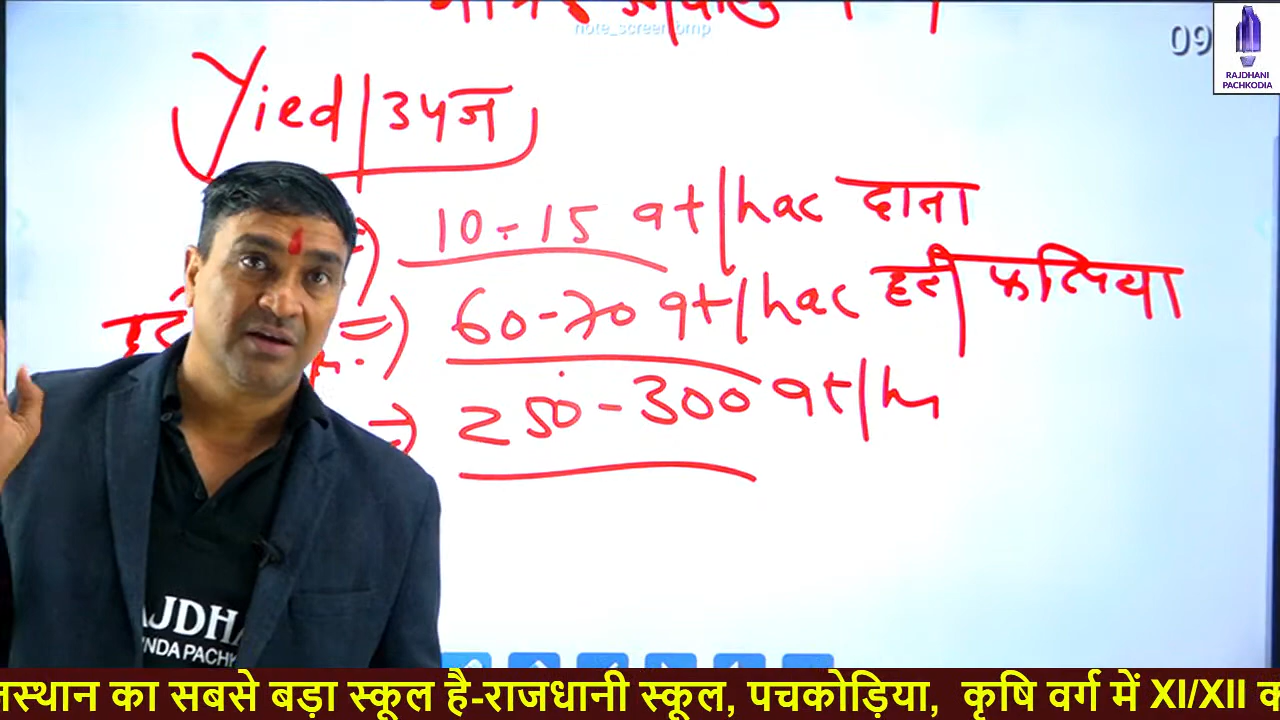 note_screen.bmp
09
RAJDHANI
PACHKODIA
Yied | उपज
10-15 qt/hac दाना
=) 60-70 qt/hac हरी फलिया
=) 250-300 qt/h
RAJDHA
NDA PACHK
जस्थान का सबसे बड़ा स्कूल है-राजधानी स्कूल, पचकोड़िया, कृषि वर्ग में XI/XII क